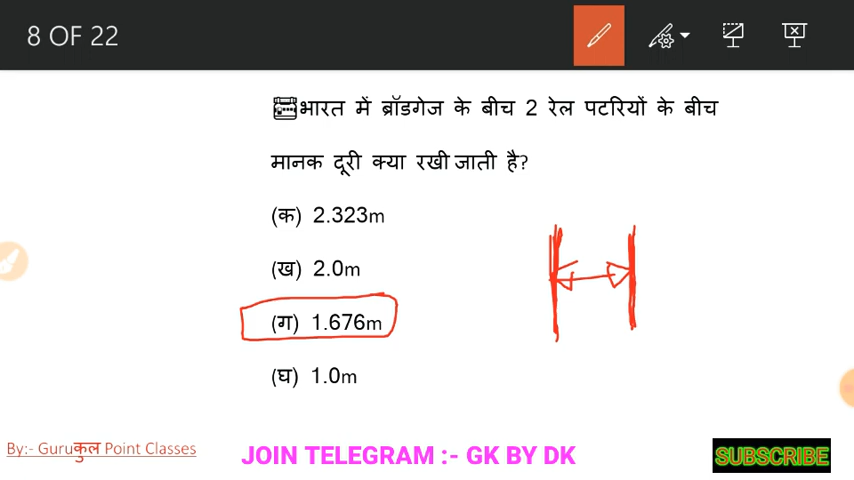 8 OF 22
भारत में ब्रॉडगेज के बीच 2 रेल पटरियों के बीच
मानक दूरी क्या रखी जाती है?
(क) 2.323m
(ख) 2.0m
(ग) 1.676m
(घ) 1.0m
By:- Guruकुल Point Classes
JOIN TELEGRAM :- GK BY DK
SUBSCRIBE